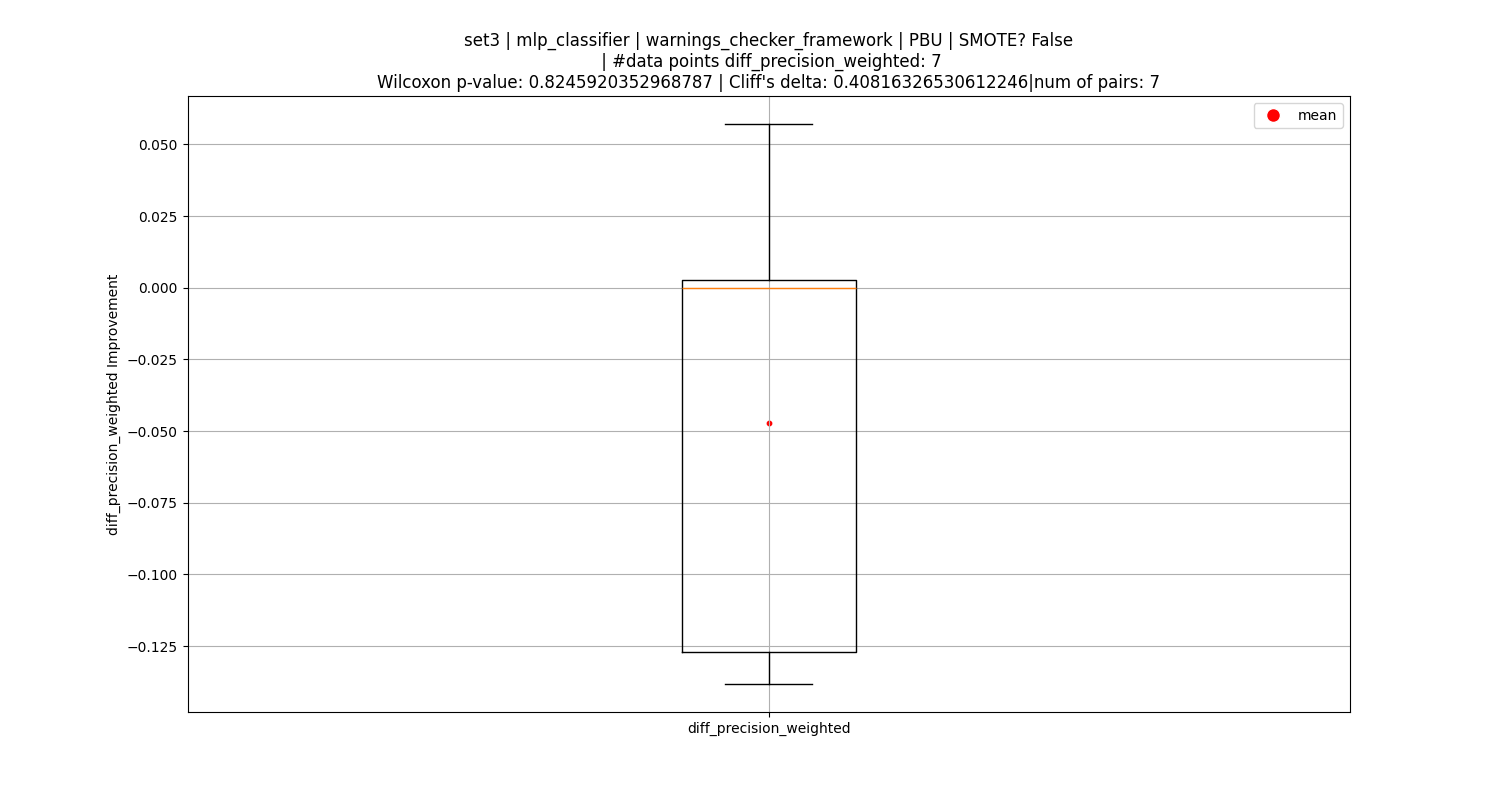 set3 | mlp_classifier | warnings_checker_framework | PBU | SMOTE? False
| #data points diff_precision_weighted: 7
Wilcoxon p-value: 0.8245920352968787 | Cliff's delta: 0.40816326530612246|num of pairs: 7
mean
0.050
0.025
0.000
−0.025
−0.050
−0.075
−0.100
−0.125
diff_precision_weighted Improvement
diff_precision_weighted